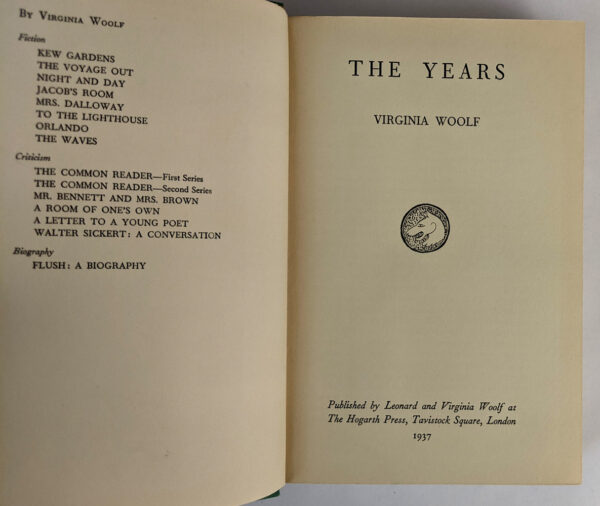 By Virginia Woolf
Fiction
KEW GARDENS
THE VOYAGE OUT
NIGHT AND DAY
JACOB'S ROOM
MRS. DALLOWAY
TO THE LIGHTHOUSE
ORLANDO
THE WAVES
Criticism
THE COMMON READER—First Series
THE COMMON READER—Second Series
MR. BENNETT AND MRS. BROWN
A ROOM OF ONE'S OWN
A LETTER TO A YOUNG POET
WALTER SICKERT: A CONVERSATION
Biography
FLUSH: A BIOGRAPHY
THE YEARS
VIRGINIA WOOLF
Published by Leonard and Virginia Woolf at
The Hogarth Press, Tavistock Square, London
1937